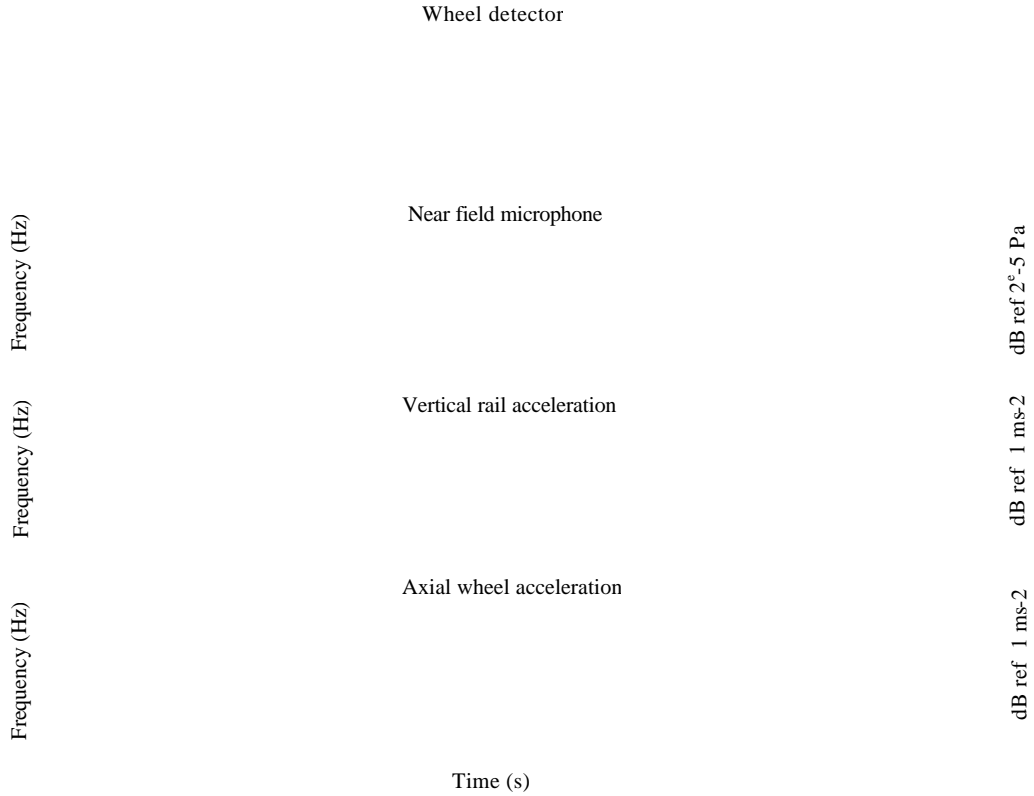 Wheel detector
Near field microphone
Frequency (Hz)
dB ref 2e-5 Pa
Vertical rail acceleration
Frequency (Hz)
dB ref 1 ms-2
Axial wheel acceleration
Frequency (Hz)
dB ref 1 ms-2
Time (s)